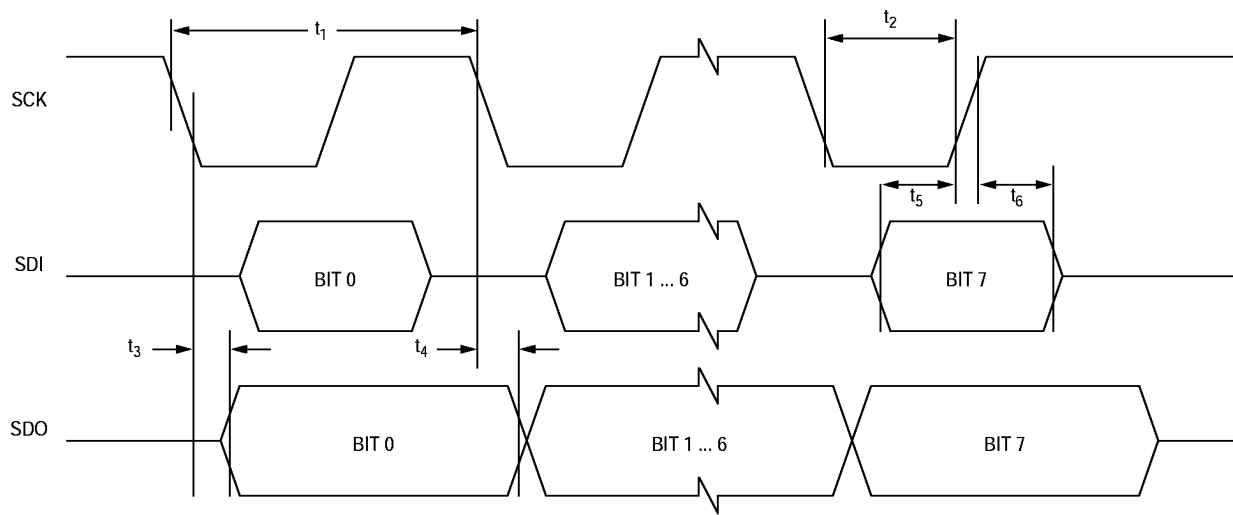 t1
t2
SCK
t5
t6
SDI
BIT 0
BIT 1 ... 6
BIT 7
t3
t4
SDO
BIT 0
BIT 1 ... 6
BIT 7